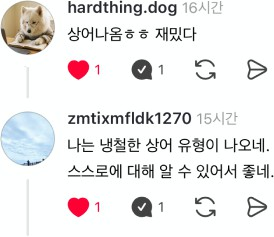 hardthing.dog 16시간
상어나옴ㅎㅎ 재밌다
1 1
zmtixmfldk1270 15시간
나는 냉철한 상어 유형이 나오네.
스스로에 대해 알 수 있어서 좋네.
1 1